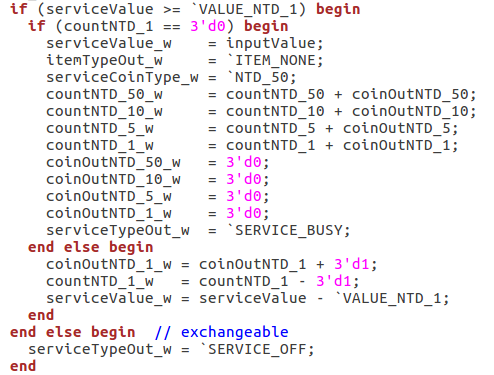 if (serviceValue >= `VALUE_NTD_1) begin
  if (countNTD_1 == 3'd0) begin
    serviceValue_w    = inputValue;
    itemTypeOut_w     = `ITEM_NONE;
    serviceCoinType_w = `NTD_50;
    countNTD_50_w     = countNTD_50 + coinOutNTD_50;
    countNTD_10_w     = countNTD_10 + coinOutNTD_10;
    countNTD_5_w      = countNTD_5 + coinOutNTD_5;
    countNTD_1_w      = countNTD_1 + coinOutNTD_1;
    coinOutNTD_50_w   = 3'd0;
    coinOutNTD_10_w   = 3'd0;
    coinOutNTD_5_w    = 3'd0;
    coinOutNTD_1_w    = 3'd0;
    serviceTypeOut_w  = `SERVICE_BUSY;
  end else begin
    coinOutNTD_1_w = coinOutNTD_1 + 3'd1;
    countNTD_1_w   = countNTD_1 - 3'd1;
    serviceValue_w = serviceValue - `VALUE_NTD_1;
  end
end else begin  // exchangeable
  serviceTypeOut_w = `SERVICE_OFF;
end